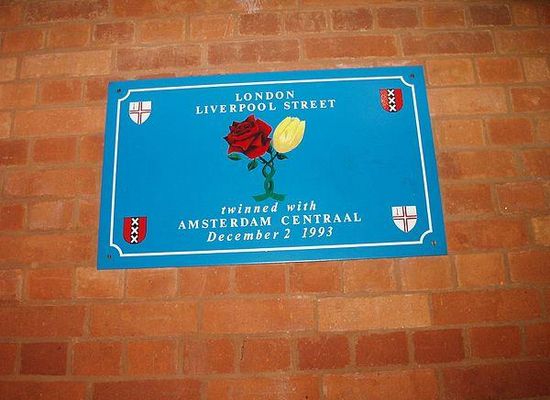 LONDON
LIVERPOOL STREET
twinned with
AMSTERDAM CENTRAAL
December 2 1993